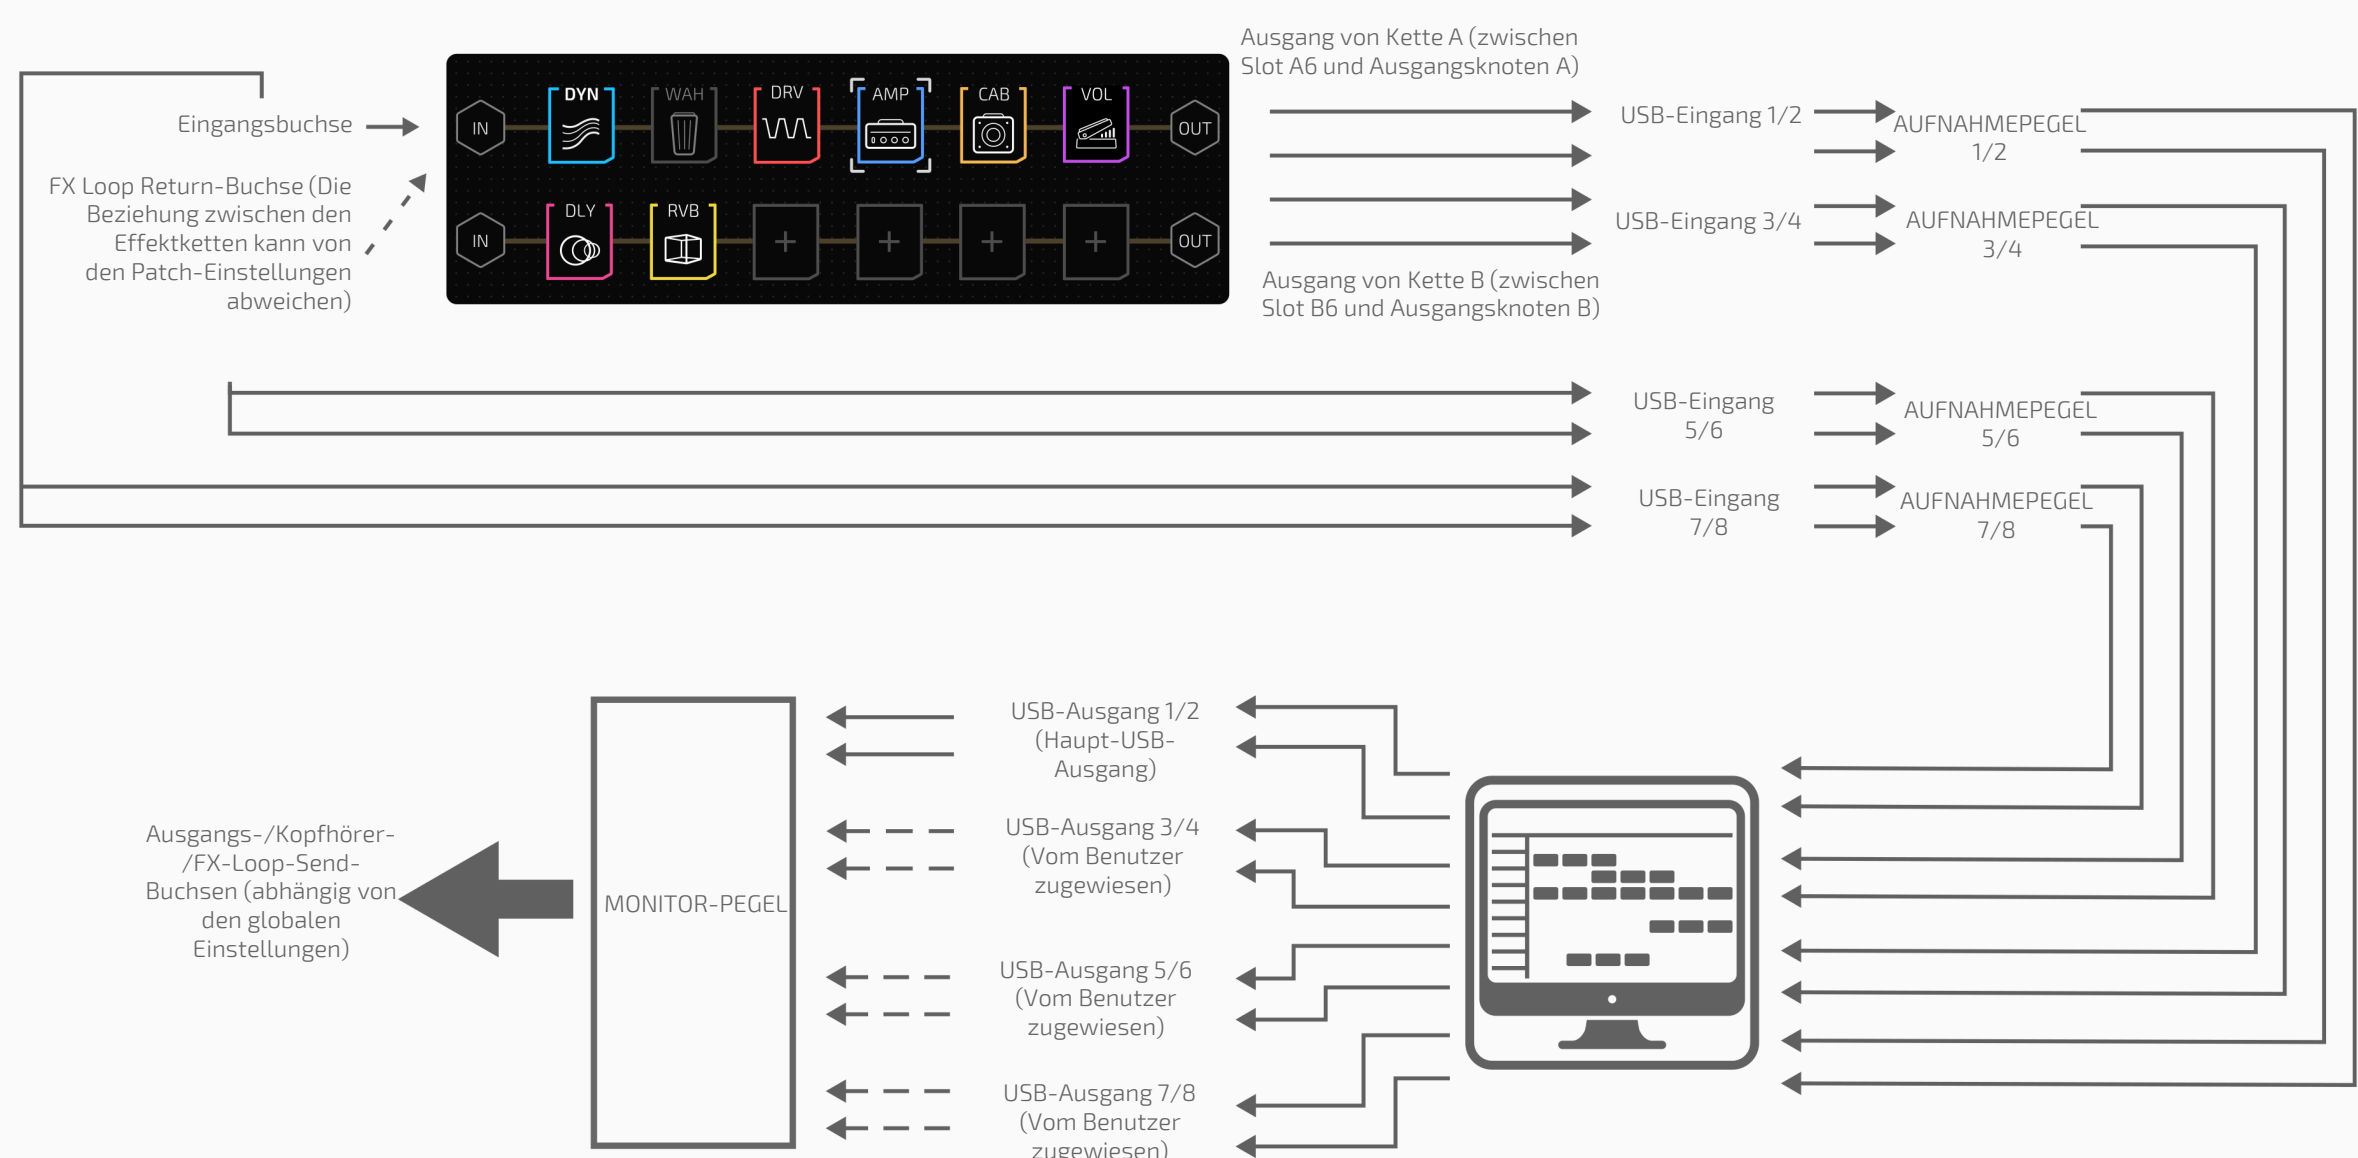 Ausgang von Kette A (zwischen
Slot A6 und Ausgangsknoten A)
Eingangsbuchse
FX Loop Return-Buchse (Die
Beziehung zwischen den
Effektketten kann von
den Patch-Einstellungen
abweichen)
IN
DYN
WAH
DRV
AMP
CAB
VOL
OUT
IN
DLY
RVB
+
+
+
+
OUT
USB-Eingang 1/2
AUFNAHMEPEGEL
1/2
USB-Eingang 3/4
AUFNAHMEPEGEL
3/4
Ausgang von Kette B (zwischen
Slot B6 und Ausgangsknoten B)
USB-Eingang
5/6
AUFNAHMEPEGEL
5/6
USB-Eingang
7/8
AUFNAHMEPEGEL
7/8
USB-Ausgang 1/2
(Haupt-USB-
Ausgang)
USB-Ausgang 3/4
(Vom Benutzer
zugewiesen)
USB-Ausgang 5/6
(Vom Benutzer
zugewiesen)
USB-Ausgang 7/8
(Vom Benutzer
zugewiesen)
MONITOR-PEGEL
Ausgangs-/Kopfhörer-
/FX-Loop-Send-
Buchsen (abhängig von
den globalen
Einstellungen)